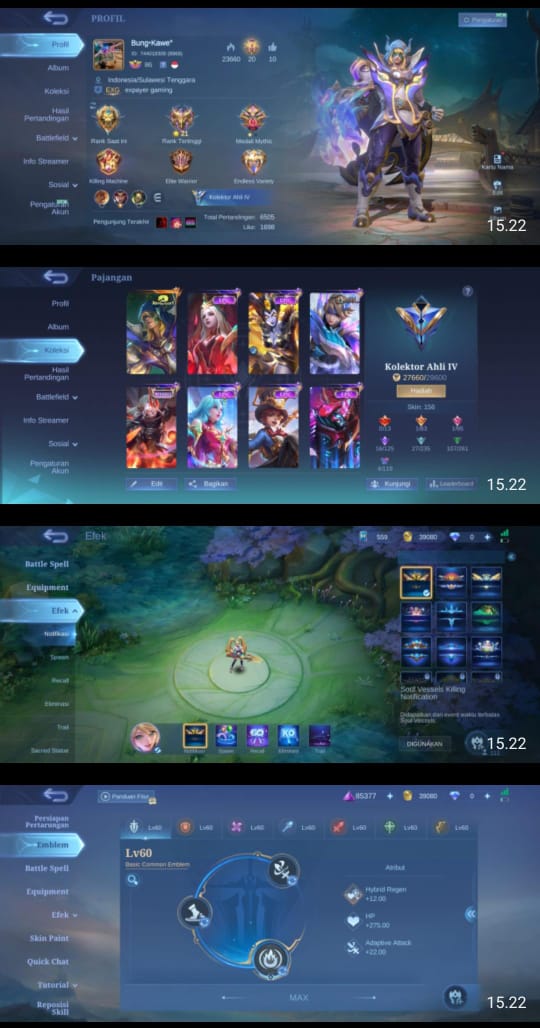 PROFIL
Pengaturan
Profil
Bung-Kawe"
Album
86
23660 20 10
Koleksi
Indonesia/Sulawesi Tenggara
EXG expayer gaming
Hasil
Pertandingan
21
Rank Saat Ini
Rank Tertinggi
Medali Mythic
Battlefield
Info Streamer
Killing Machine
Elite Warrior
Endless Variety
Kartu Nama
Sosial
Kolektor Ahli IV
Pengaturan
Akun
Pengunjung Terakhir
Total Pertandingan: 6505
Like: 1698
15.22
Pajangan
Profil
Album
Koleksi
Hasil
Pertandingan
Battlefield
Info Streamer
Sosial
Pengaturan
Akun
EPIC
EPIC
EPIC
EPIC
EPIC
Kolektor Ahli IV
27660/29600
Hadiah
Skin: 156
16/125 27/235 107/261
4/110
Edit
Bagikan
Kunjungi
Leaderboard
15.22
Efek
559 39080 0
Battle Spell
Equipment
Efek
Notifikasi
Spawn
Recall
Eliminasi
Trail
Sacred Statue
Soul Vessels Killing
Notification
Didapatkan dari event waktu terbatas
Soul Vessels.
DIGUNAKAN
Notifikasi
Spawn
Recall
Eliminasi
Trail
15.22
Panduan Fitur
85377 39080 0
Persiapan
Pertarungan
Emblem
Battle Spell
Equipment
Efek
Skin Paint
Quick Chat
Tutorial
Reposisi
Skill
Lv60 Lv60 Lv60 Lv60 Lv60 Lv60 Lv60
Lv60
Basic Common Emblem
Atribut
Hybrid Regen
+12.00
HP
+275.00
Adaptive Attack
+22.00
MAX
15.22